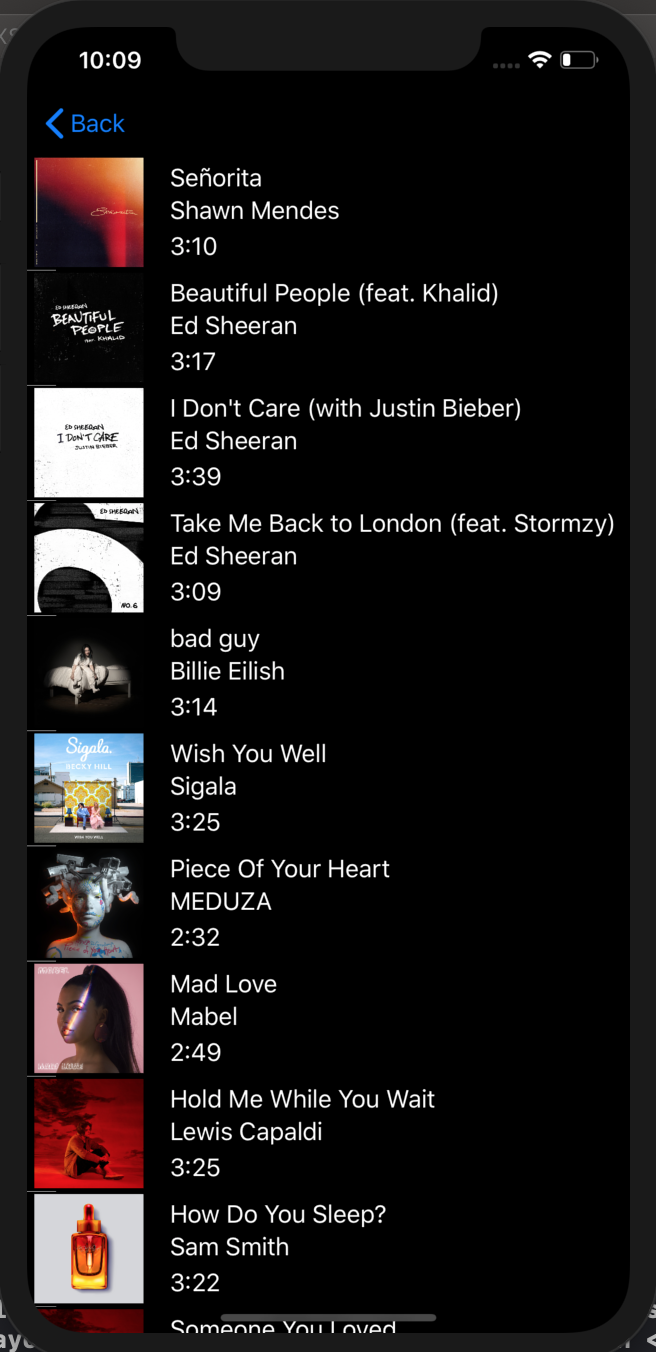 10:09
Back
Señorita
Shawn Mendes
3:10
ED SHEERAN
BEAUTIFUL
PEOPLE
feat. KHALID
Beautiful People (feat. Khalid)
Ed Sheeran
3:17
ED SHEERAN
I DON'T CARE
JUSTIN BIEBER
I Don't Care (with Justin Bieber)
Ed Sheeran
3:39
ED SHEERAN
NO.6
Take Me Back to London (feat. Stormzy)
Ed Sheeran
3:09
bad guy
Billie Eilish
3:14
Sigala.
BECKY HILL
WISH YOU WELL
Wish You Well
Sigala
3:25
Piece Of Your Heart
MEDUZA
2:32
Mad Love
Mabel
2:49
Hold Me While You Wait
Lewis Capaldi
3:25
How Do You Sleep?
Sam Smith
3:22
Someone You Loved